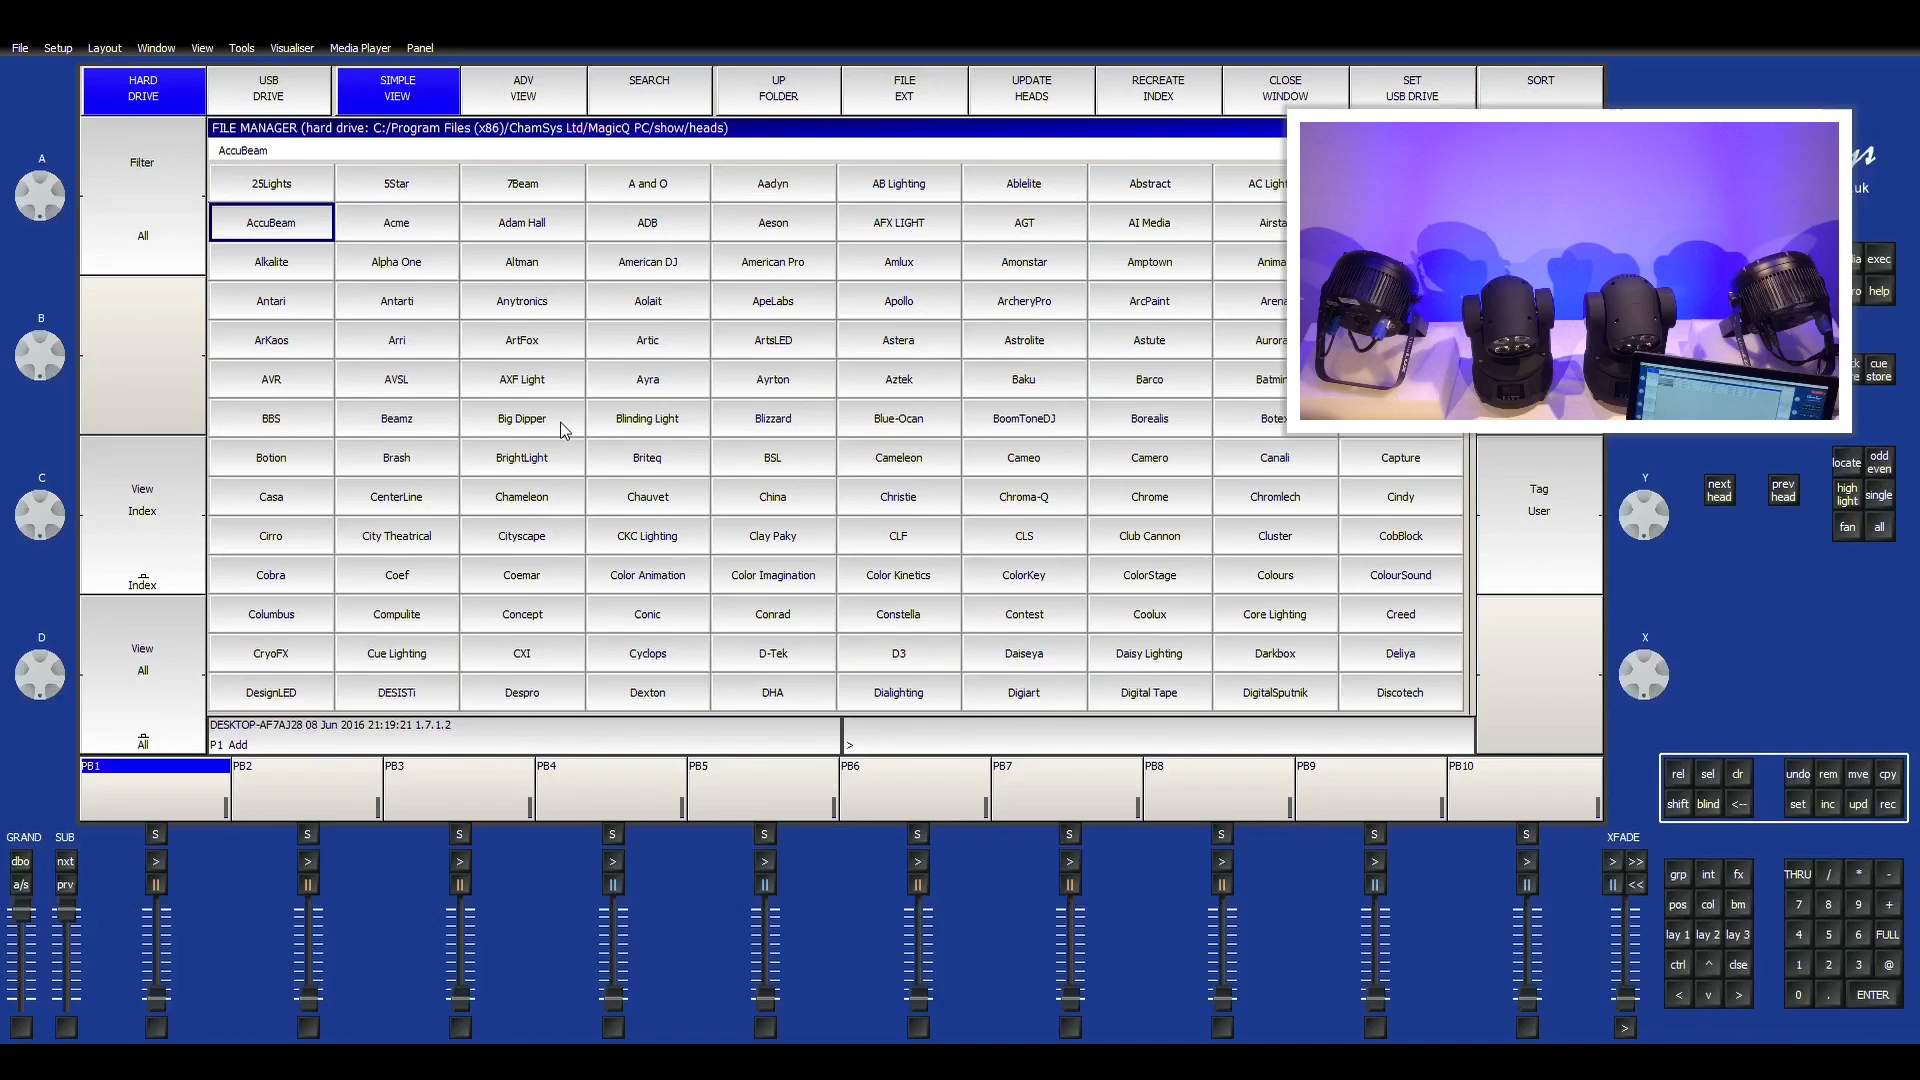 File Setup Layout Window View Tools Visualiser Media Player Panel
HARD DRIVE
USB DRIVE
SIMPLE VIEW
ADV VIEW
SEARCH
UP FOLDER
FILE EXT
UPDATE HEADS
RECREATE INDEX
CLOSE WINDOW
SET USB DRIVE
SORT
FILE MANAGER (hard drive: C:/Program Files (x86)/ChamSys Ltd/MagicQ PC/show/heads)
AccuBeam
25Lights 5Star 7Beam A and O Aadyn AB Lighting Ablelite Abstract AC Light
AccuBeam Acme Adam Hall ADB Aeson AFX LIGHT AGT AI Media Airsta
Alkalite Alpha One Altman American DJ American Pro Amlux Amonstar Amptown Anima
Antari Antarti Anytronics Aolait ApeLabs Apollo ArcheryPro ArcPaint Arena
ArKaos Arri ArtFox Artic ArtsLED Astera Astrolite Astute Aurora
AVR AVSL AXF Light Ayra Ayrton Aztek Baku Barco Batmin
BBS Beamz Big Dipper Blinding Light Blizzard Blue-Ocan BoomToneDJ Borealis Botex
Botion Brash BrightLight Briteq BSL Cameleon Cameo Camero Canali Capture
Casa CenterLine Chameleon Chauvet China Christie Chroma-Q Chrome Chromlech Cindy
Cirro City Theatrical Cityscape CKC Lighting Clay Paky CLF CLS Club Cannon Cluster CobBlock
Cobra Coef Coemar Color Animation Color Imagination Color Kinetics ColorKey ColorStage Colours ColourSound
Columbus Compulite Concept Conic Conrad Constella Contest Coolux Core Lighting Creed
CryoFX Cue Lighting CXI Cyclops D-Tek D3 Daiseya Daisy Lighting Darkbox Deliya
DesignLED DESISTi Despro Dexton DHA Dialighting Digiart Digital Tape DigitalSputnik Discotech
Filter
All
View
Index
Index
View
All
All
Tag
User
A
B
C
D
Y
X
ys
.uk
ia exec
ro help
ck cue
re store
next head
prev head
locate odd even
high light single
fan all
DESKTOP-AF7AJ28 08 Jun 2016 21:19:21 1.7.1.2
P1 Add
>
PB1 PB2 PB3 PB4 PB5 PB6 PB7 PB8 PB9 PB10
S S S S S S S S S S
> > > > > > > > > >
GRAND SUB
dbo nxt
a/s prv
XFADE
> >>
<<
>
rel sel clr
shift blind <--
undo rem mve cpy
set inc upd rec
grp int fx
pos col bm
lay 1 lay 2 lay 3
ctrl ^ clse
< v >
THRU / * -
7 8 9 +
4 5 6 FULL
1 2 3 @
0 . ENTER